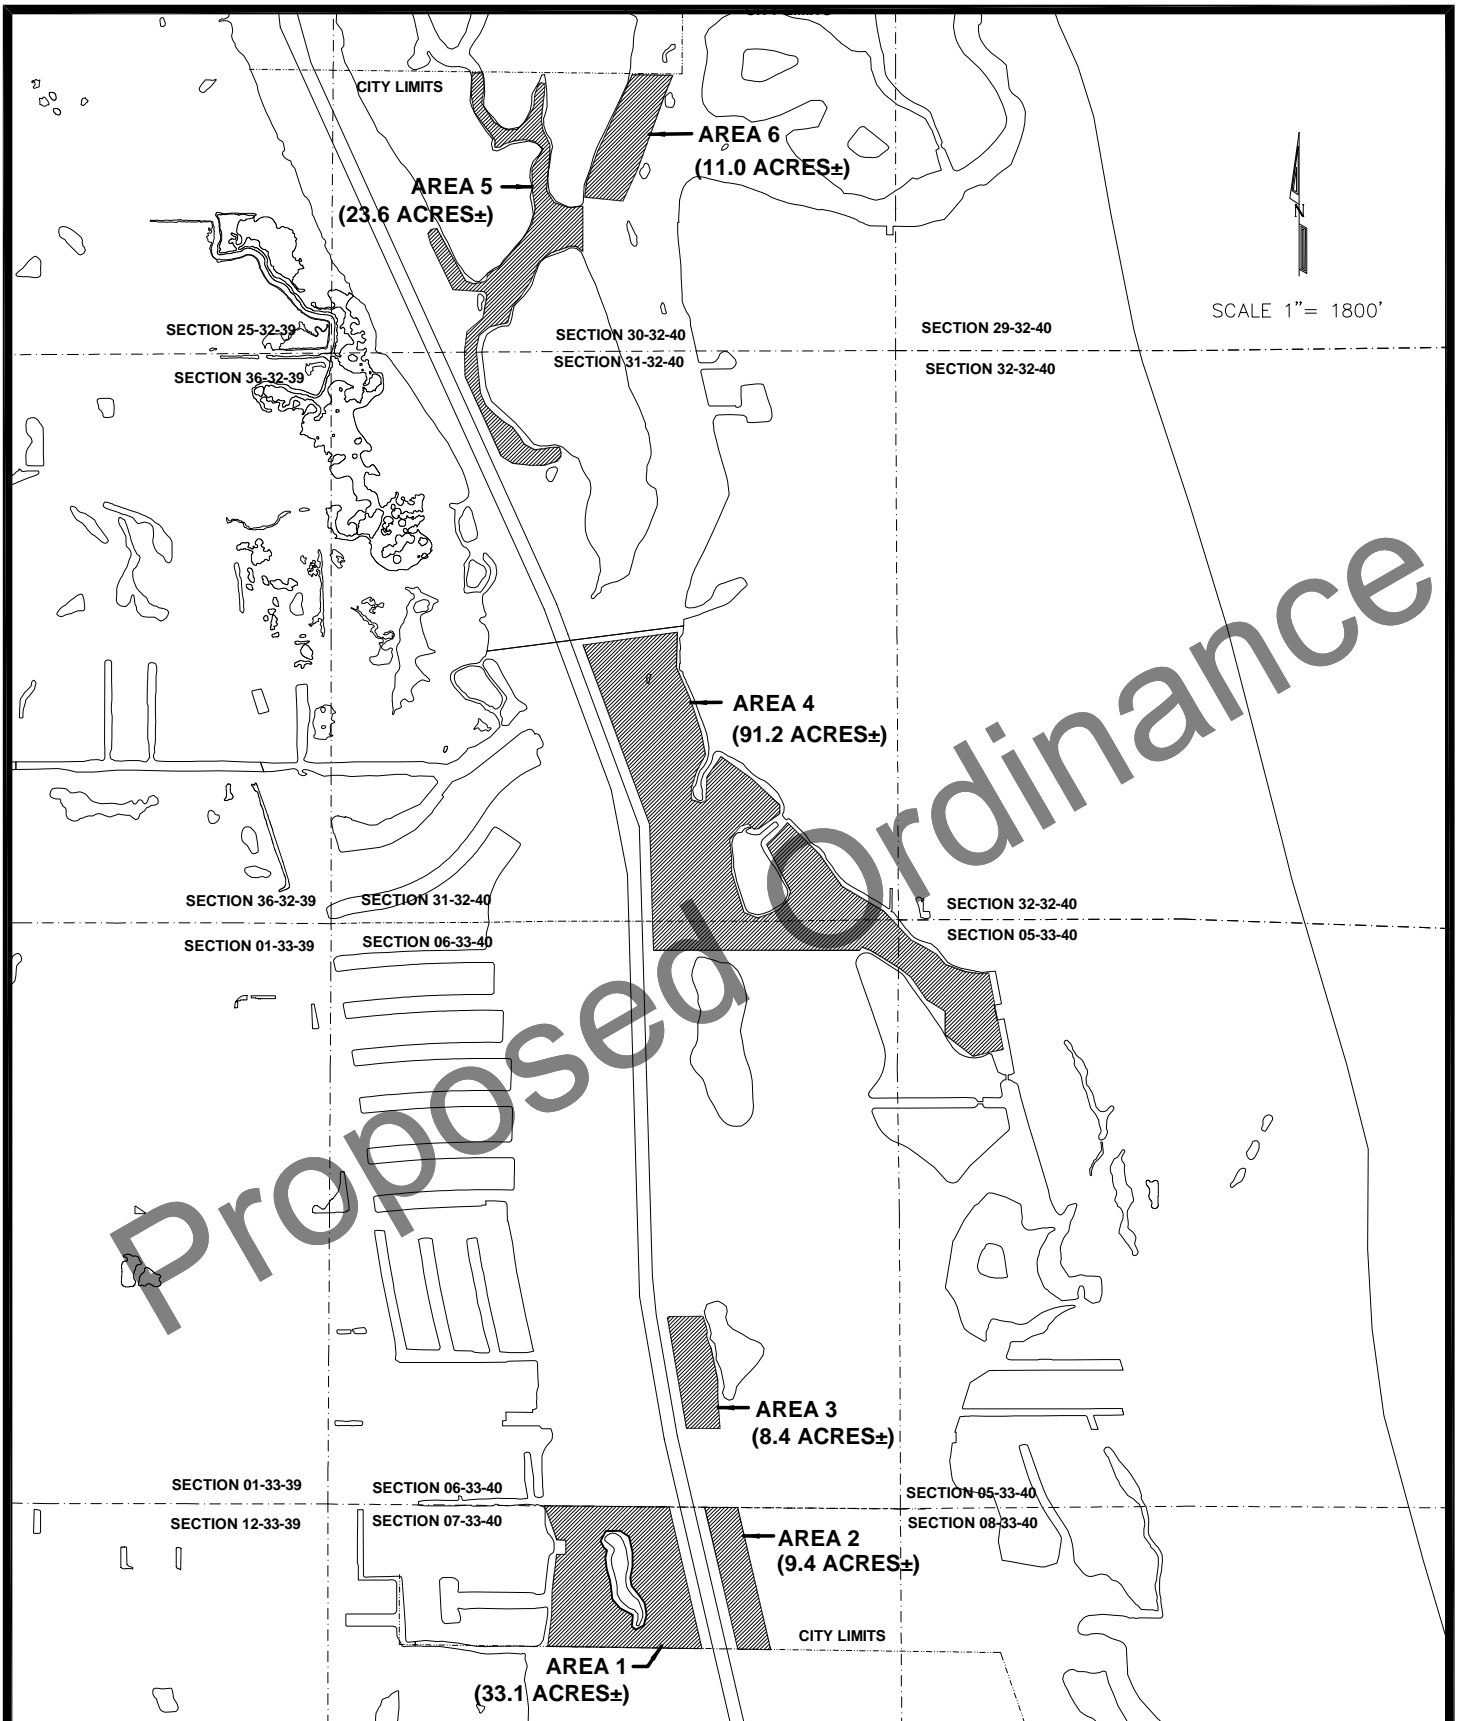 CITY LIMITS
AREA 6
(11.0 ACRES±)
AREA 5
(23.6 ACRES±)
N
SCALE 1"= 1800'
SECTION 25-32-39
SECTION 30-32-40
SECTION 29-32-40
SECTION 36-32-39
SECTION 31-32-40
SECTION 32-32-40
AREA 4
(91.2 ACRES±)
Proposed Ordinance
SECTION 36-32-39
SECTION 31-32-40
SECTION 32-32-40
SECTION 01-33-39
SECTION 06-33-40
SECTION 05-33-40
AREA 3
(8.4 ACRES±)
SECTION 01-33-39
SECTION 06-33-40
SECTION 05-33-40
SECTION 12-33-39
SECTION 07-33-40
SECTION 08-33-40
AREA 2
(9.4 ACRES±)
CITY LIMITS
AREA 1
(33.1 ACRES±)